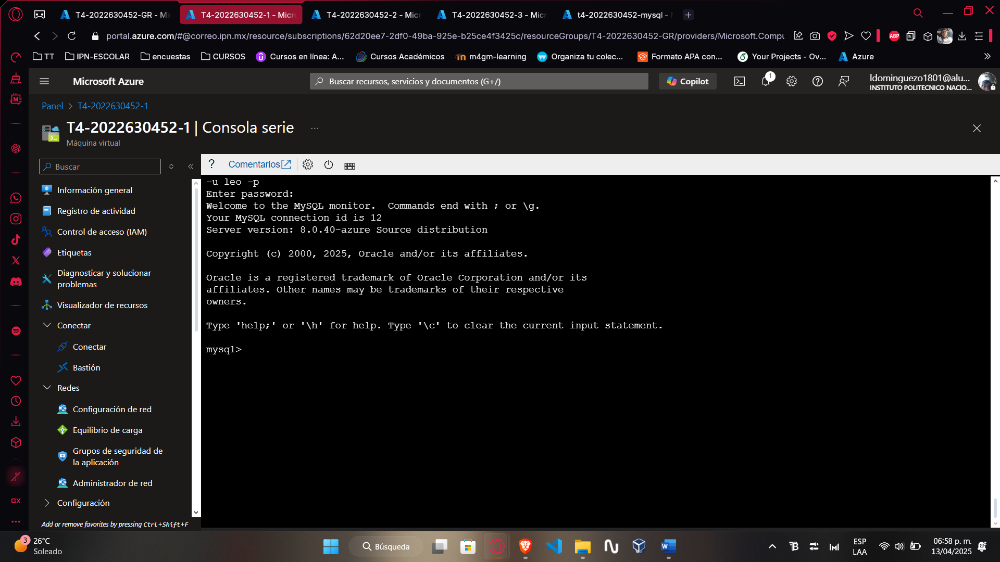 T4-2022630452-GR - Mi
T4-2022630452-1 - Micro
T4-2022630452-2 - Micr
T4-2022630452-3 - Micr
t4-2022630452-mysql -
portal.azure.com/#@correo.ipn.mx/resource/subscriptions/62d20ee7-2df0-49ba-925e-b25ce4f3425c/resourceGroups/T4-2022630452-GR/providers/Microsoft.Compu
ABP
TT
IPN-ESCOLAR
encuestas
CURSOS
Cursos en línea: A...
Cursos Académicos
m4gm-learning
Organiza tu colec...
Formato APA con...
Your Projects - Ov...
Azure
Microsoft Azure
Buscar recursos, servicios y documentos (G+/)
Copilot
1
ldominguezo1801@alu...
INSTITUTO POLITECNICO NACIO...
Panel > T4-2022630452-1
T4-2022630452-1 | Consola serie ...
Máquina virtual
Buscar
Información general
Registro de actividad
Control de acceso (IAM)
Etiquetas
Diagnosticar y solucionar
problemas
Visualizador de recursos
Conectar
Conectar
Bastión
Redes
Configuración de red
Equilibrio de carga
Grupos de seguridad de
la aplicación
Administrador de red
Configuración
Add or remove favorites by pressing Ctrl+Shift+F
? Comentarios
-u leo -p
Enter password:
Welcome to the MySQL monitor.  Commands end with ; or \g.
Your MySQL connection id is 12
Server version: 8.0.40-azure Source distribution
Copyright (c) 2000, 2025, Oracle and/or its affiliates.
Oracle is a registered trademark of Oracle Corporation and/or its
affiliates. Other names may be trademarks of their respective
owners.
Type 'help;' or '\h' for help. Type '\c' to clear the current input statement.
mysql>
GX
3
26°C
Soleado
Búsqueda
ESP
LAA
06:58 p. m.
13/04/2025